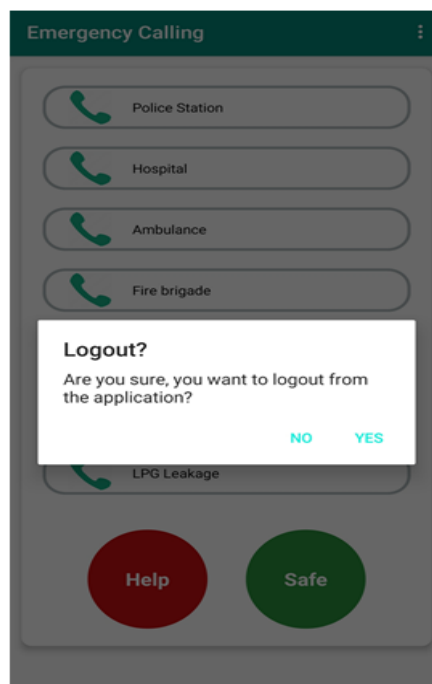 Emergency Calling
Police Station
Hospital
Ambulance
Fire brigade
Logout?
Are you sure, you want to logout from
the application?
NO YES
LPG Leakage
Help Safe